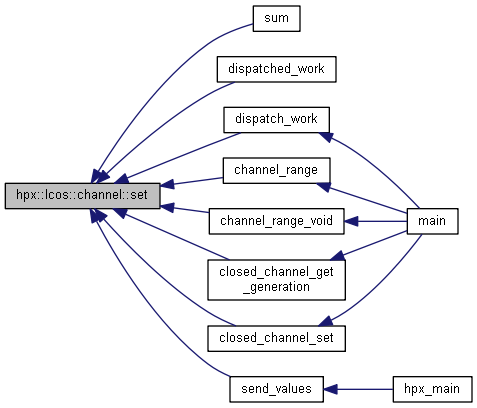 sum
dispatched_work
dispatch_work
channel_range
hpx::lcos::channel::set
channel_range_void
main
closed_channel_get
_generation
closed_channel_set
send_values
hpx_main